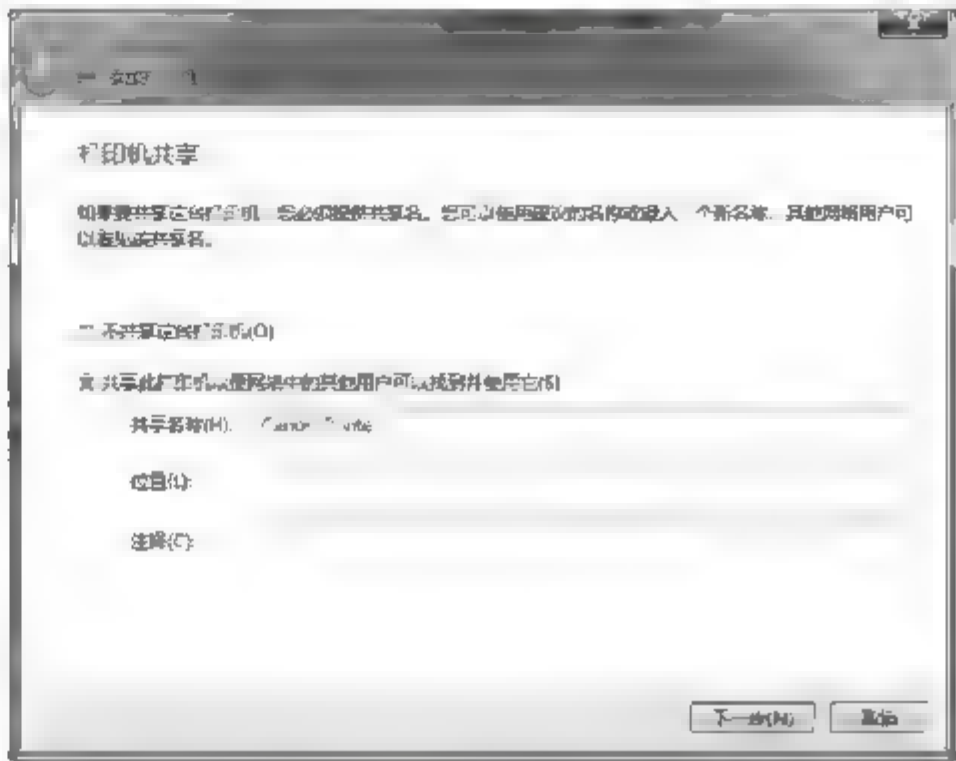 打印机共享
如果要共享这台打印机，您必须提供共享名。您可以使用建议的名称或键入一个新名称。其他网络用户可
以看见该共享名。
不共享这台打印机(O)
共享此打印机以便网络中的其他用户可以找到并使用它(S)
共享名称(H):
位置(L):
注释(C):
下一步(N)
取消